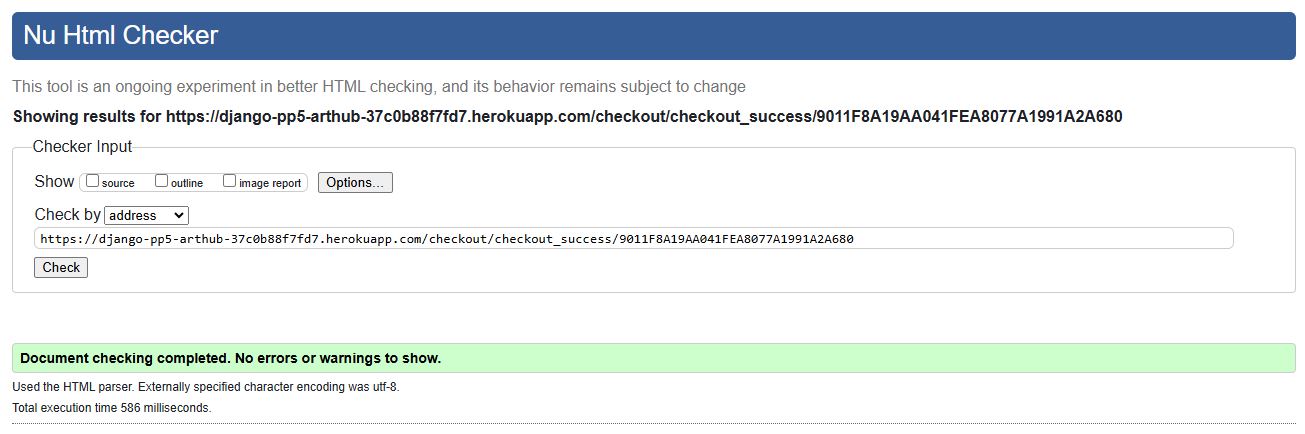 Nu Html Checker
This tool is an ongoing experiment in better HTML checking, and its behavior remains subject to change
Showing results for https://django-pp5-arthub-37c0b88f7fd7.herokuapp.com/checkout/checkout_success/9011F8A19AA041FEA8077A1991A2A680
Checker Input
Show source outline image report Options...
Check by address
https://django-pp5-arthub-37c0b88f7fd7.herokuapp.com/checkout/checkout_success/9011F8A19AA041FEA8077A1991A2A680
Check
Document checking completed. No errors or warnings to show.
Used the HTML parser. Externally specified character encoding was utf-8.
Total execution time 586 milliseconds.